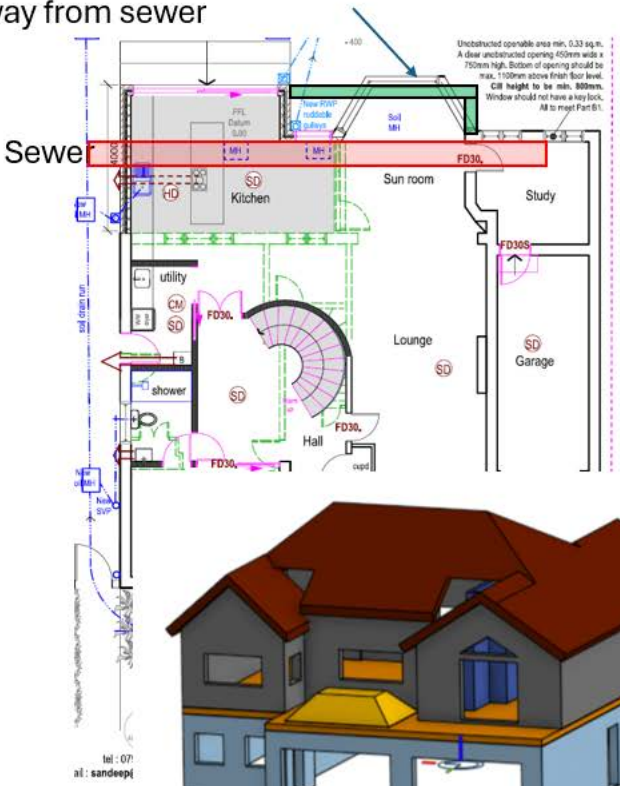 way from sewer
+400
Unobstructed openable area min. 0.33 sq.m.
A clear unobstructed opening 450mm wide x
750mm high. Bottom of opening should be
max. 1100mm above finish floor level.
Cill height to be min. 800mm.
Window should not have a key lock.
All to meet Part B1.
FFL
Datum
0.00
New RWP
roddable
gulleys
Soil
MH
Sewe
4000
MH
MH
FD30.
HD
SD
Kitchen
Sun room
Study
MH
FD30S
soil drain run
utility
CM
SD
FD30.
Lounge
SD
SD
Garage
B
shower
SD
Hall
FD30.
FD30.
cupd
New
MH
New
SVP
tel : 07
ail : sandeep